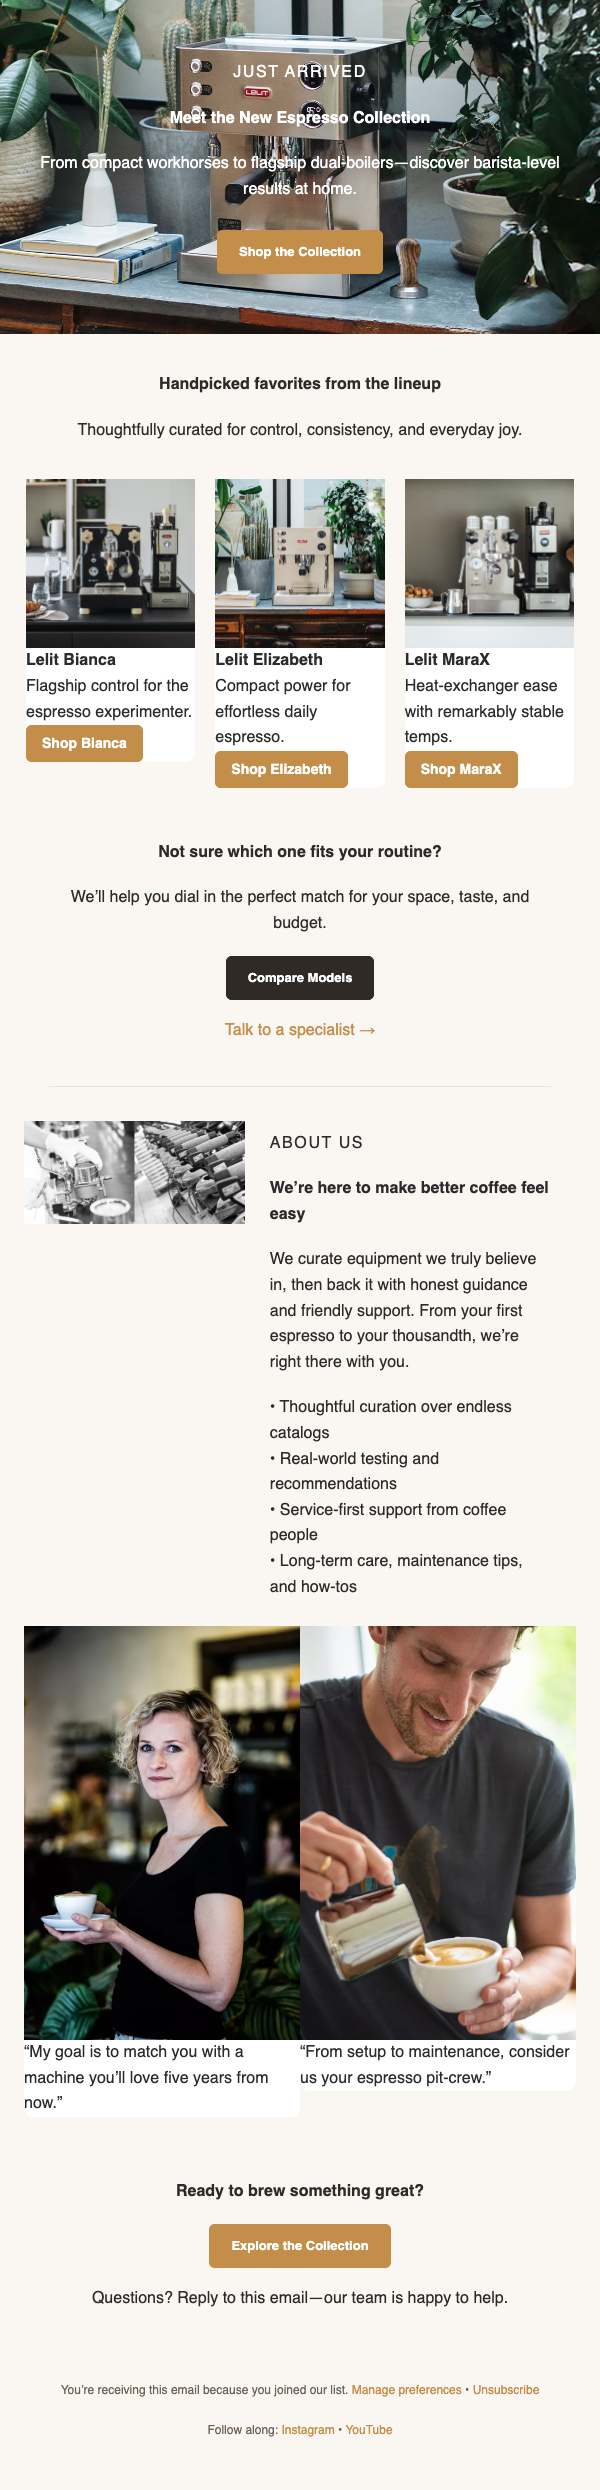 JUST ARRIVED
LELIT
Meet the New Espresso Collection
From compact workhorses to flagship dual-boilers—discover barista-level
results at home.
Shop the Collection
Handpicked favorites from the lineup
Thoughtfully curated for control, consistency, and everyday joy.
Lelit Bianca
Flagship control for the
espresso experimenter.
Shop Bianca
Lelit Elizabeth
Compact power for
effortless daily
espresso.
Shop Elizabeth
Lelit MaraX
Heat-exchanger ease
with remarkably stable
temps.
Shop MaraX
Not sure which one fits your routine?
We’ll help you dial in the perfect match for your space, taste, and
budget.
Compare Models
Talk to a specialist →
ABOUT US
We’re here to make better coffee feel
easy
We curate equipment we truly believe
in, then back it with honest guidance
and friendly support. From your first
espresso to your thousandth, we’re
right there with you.
• Thoughtful curation over endless
catalogs
• Real-world testing and
recommendations
• Service-first support from coffee
people
• Long-term care, maintenance tips,
and how-tos
“My goal is to match you with a
machine you’ll love five years from
now.”
“From setup to maintenance, consider
us your espresso pit-crew.”
Ready to brew something great?
Explore the Collection
Questions? Reply to this email—our team is happy to help.
You’re receiving this email because you joined our list. Manage preferences • Unsubscribe
Follow along: Instagram • YouTube